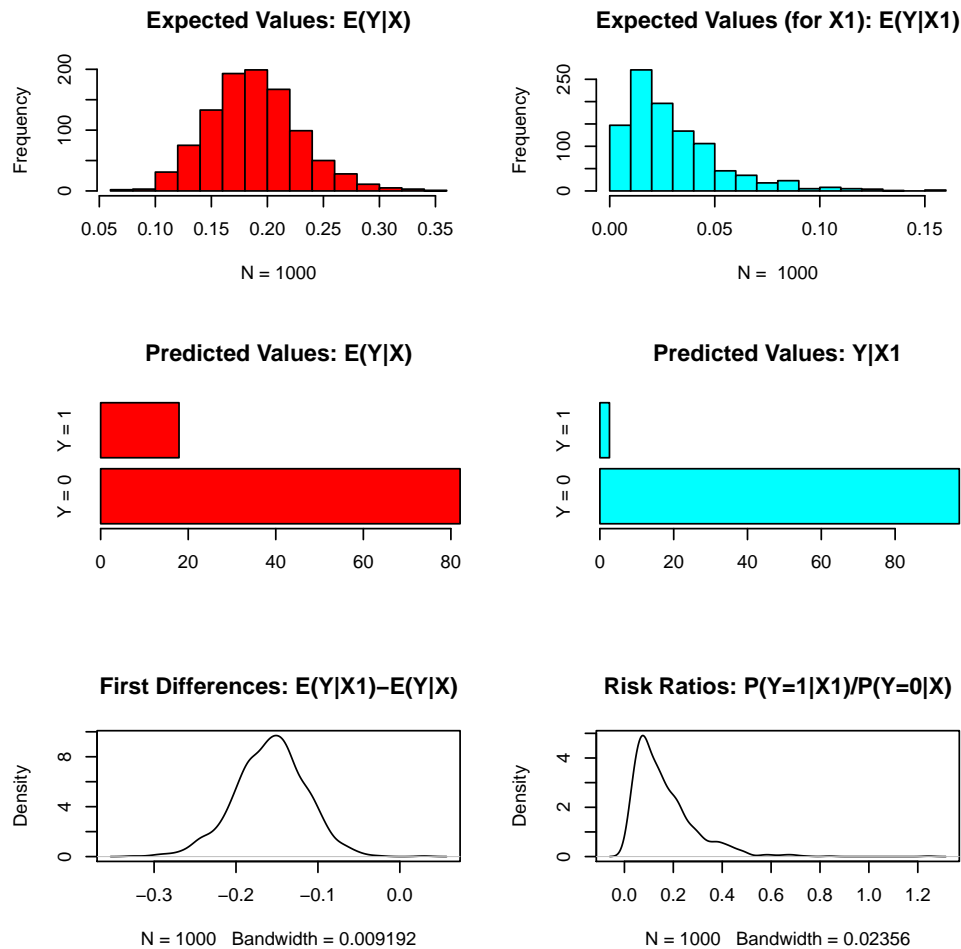 Expected Values: E(Y|X)
Frequency
0 100 200
0.05 0.10 0.15 0.20 0.25 0.30 0.35
N = 1000
Expected Values (for X1): E(Y|X1)
Frequency
0 100 250
0.00 0.05 0.10 0.15
N = 1000
Predicted Values: E(Y|X)
Y = 1
Y = 0
0 20 40 60 80
Predicted Values: Y|X1
Y = 1
Y = 0
0 20 40 60 80
First Differences: E(Y|X1)−E(Y|X)
Density
0 4 8
−0.3 −0.2 −0.1 0.0
N = 1000 Bandwidth = 0.009192
Risk Ratios: P(Y=1|X1)/P(Y=0|X)
Density
0 2 4
0.0 0.2 0.4 0.6 0.8 1.0 1.2
N = 1000 Bandwidth = 0.02356